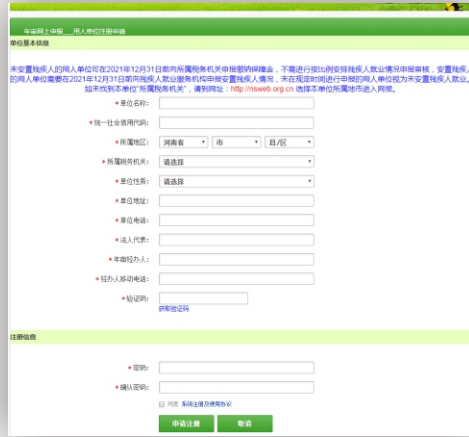 年审网上申报___用人单位注册申请
单位基本信息
未安置残疾人的用人单位可在2021年12月31日前向所属税务机关申报缴纳保障金，不需进行按比例安排残疾人就业情况申报审核，安置残疾人
的用人单位需要在2021年12月31日前向残疾人就业服务机构申报安置残疾人情况，未在规定时间进行申报的用人单位视为未安置残疾人就业。
如未找到本单位"所属税务机关"，请到网址：http://nsweb.org.cn 选择本单位所属地市进入网报。
*单位名称：
*统一社会信用代码：
*所属地区： 河南省 市 县/区
*所属税务机关： 请选择
*单位性质： 请选择
*单位地址：
*单位电话：
*法人代表：
*年审经办人：
*经办人移动电话：
*验证码：
获取验证码
注册信息
*密码：
*确认密码：
同意 系统注册及使用协议
申请注册 取消